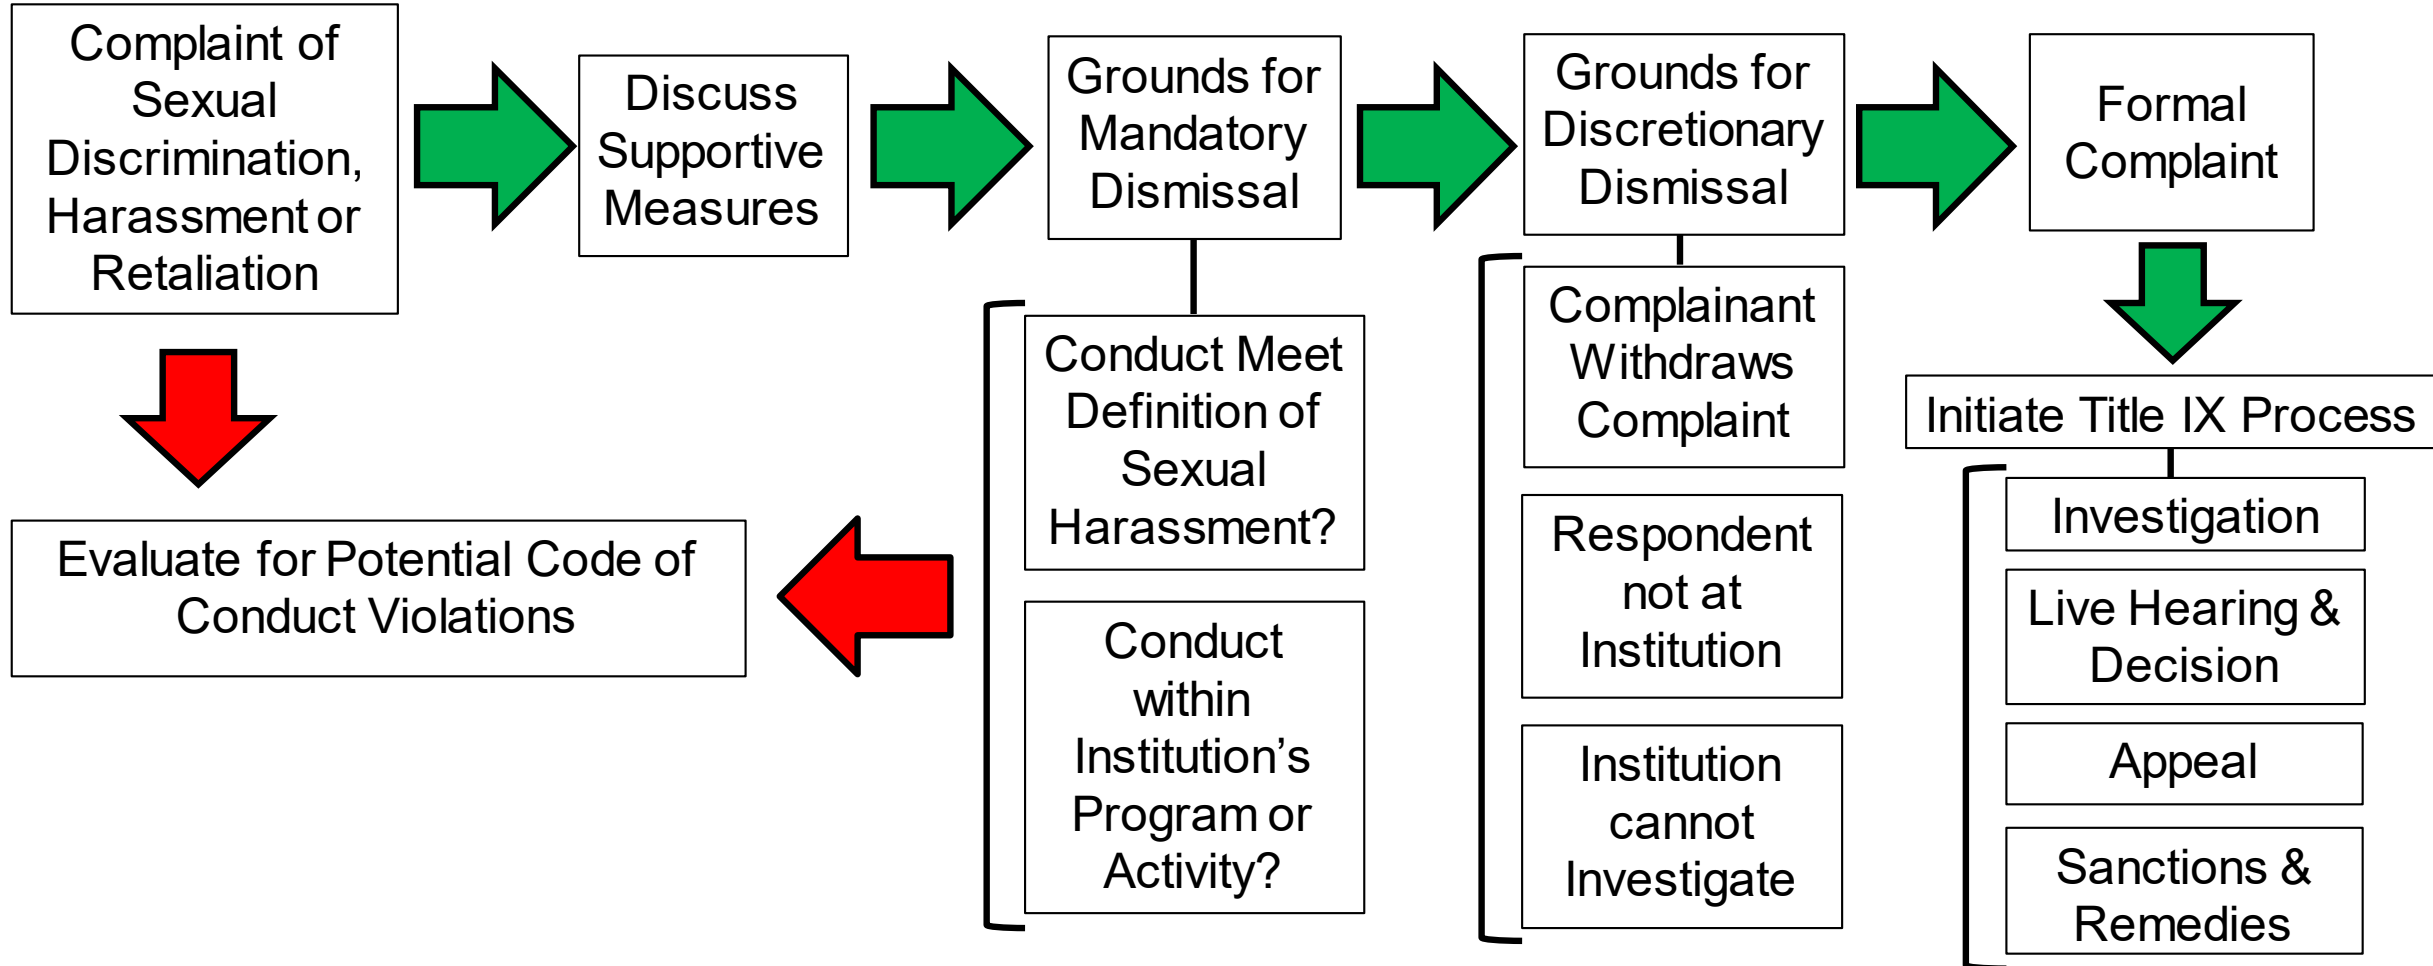 Complaint of
Sexual
Discrimination,
Harassment or
Retaliation
Discuss
Supportive
Measures
Grounds for
Mandatory
Dismissal
Grounds for
Discretionary
Dismissal
Formal
Complaint
Evaluate for Potential Code of
Conduct Violations
Conduct Meet
Definition of
Sexual
Harassment?
Conduct
within
Institution’s
Program or
Activity?
Complainant
Withdraws
Complaint
Respondent
not at
Institution
Institution
cannot
Investigate
Initiate Title IX Process
Investigation
Live Hearing &
Decision
Appeal
Sanctions &
Remedies